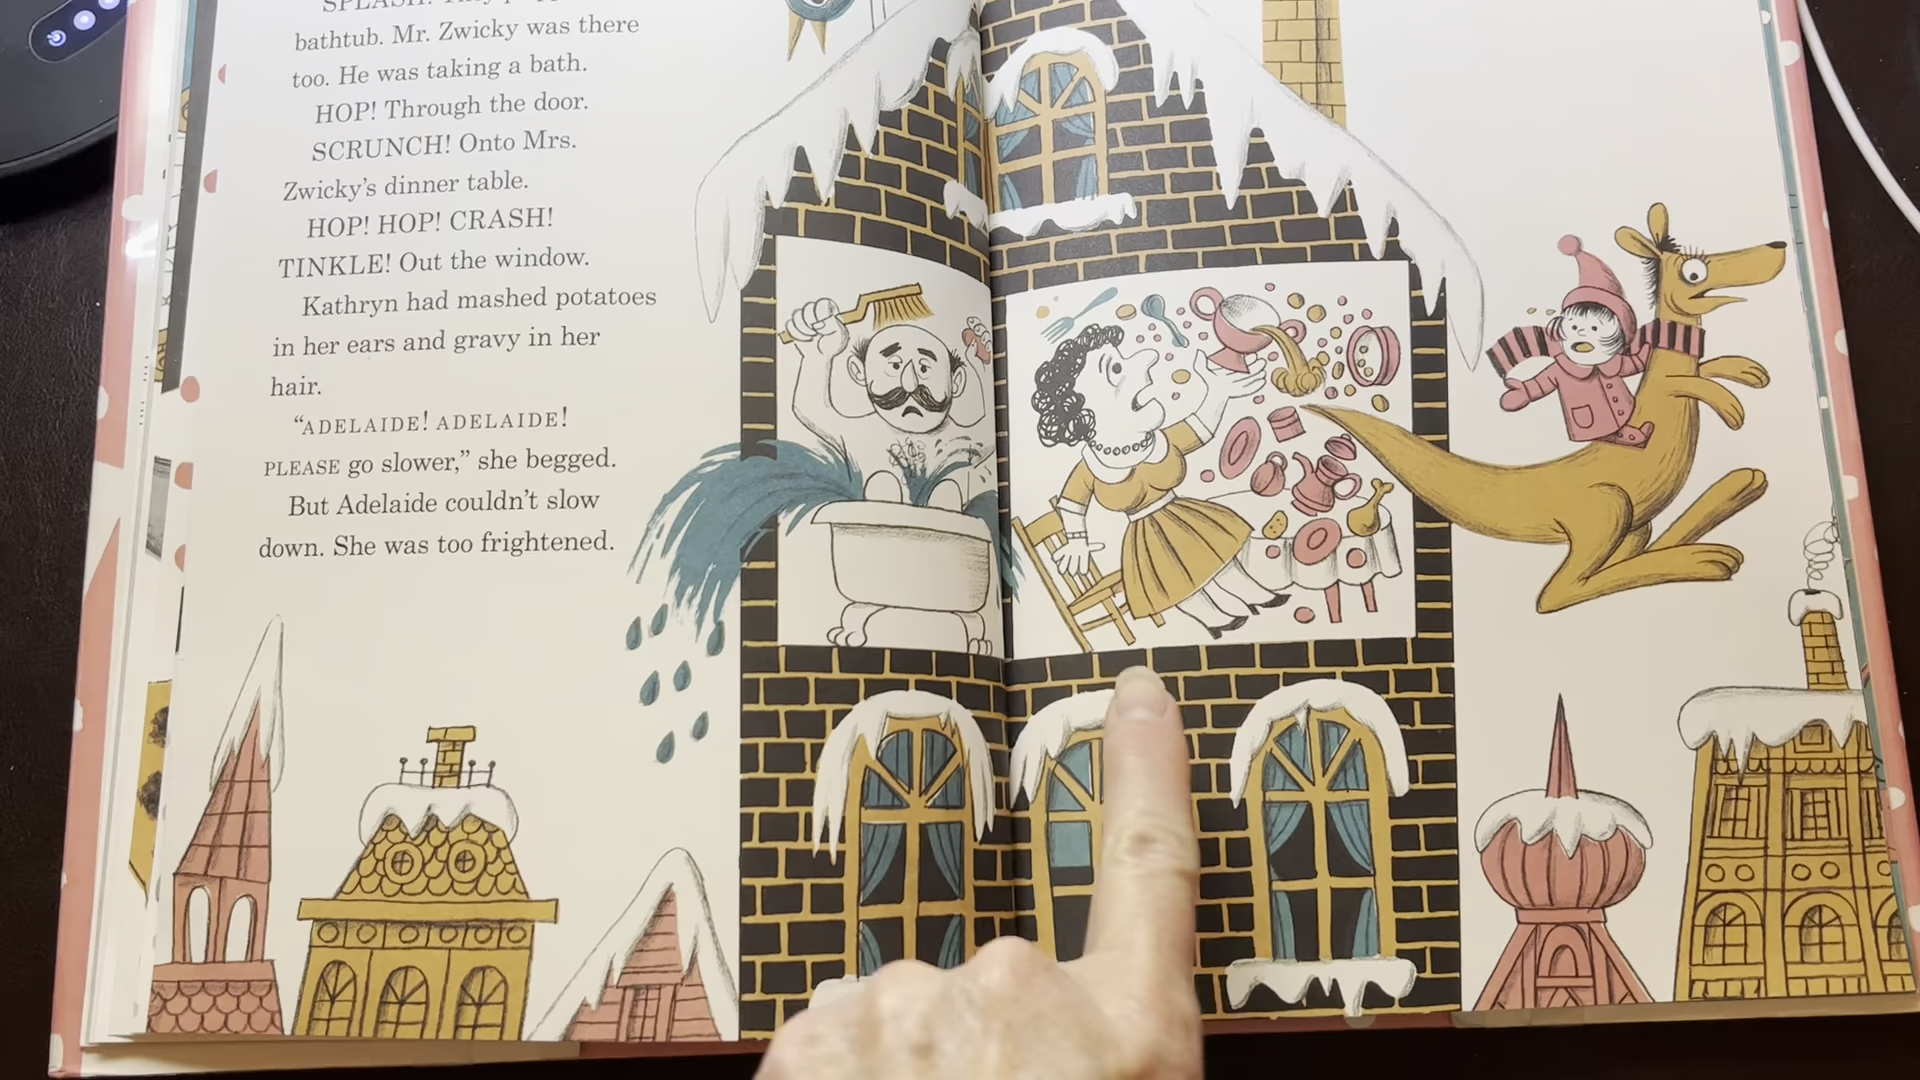 SPLASH! They
bathtub. Mr. Zwicky was there
too. He was taking a bath.
HOP! Through the door.
SCRUNCH! Onto Mrs.
Zwicky's dinner table.
HOP! HOP! CRASH!
TINKLE! Out the window.
Kathryn had mashed potatoes
in her ears and gravy in her
hair.
“ADELAIDE! ADELAIDE!
PLEASE go slower,” she begged.
But Adelaide couldn't slow
down. She was too frightened.